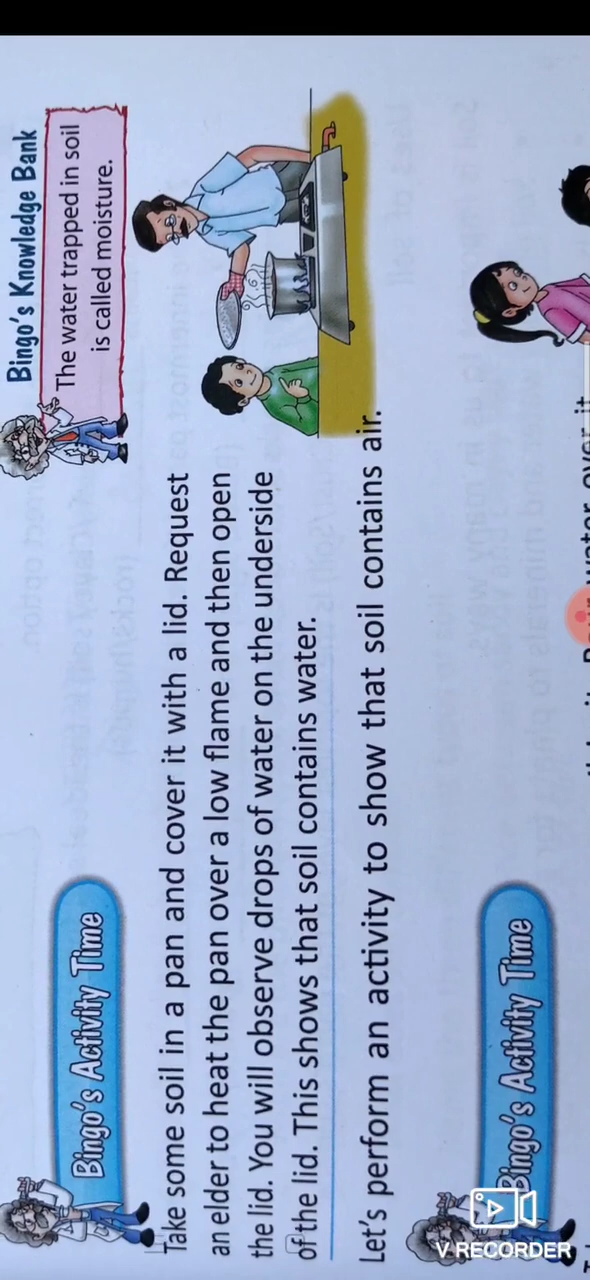 Bingo's Knowledge Bank
The water trapped in soil
is called moisture.
Bingo's Activity Time
Take some soil in a pan and cover it with a lid. Request
an elder to heat the pan over a low flame and then open
the lid. You will observe drops of water on the underside
of the lid. This shows that soil contains water.
Let's perform an activity to show that soil contains air.
Bingo's Activity Time
water over it
V RECORDER